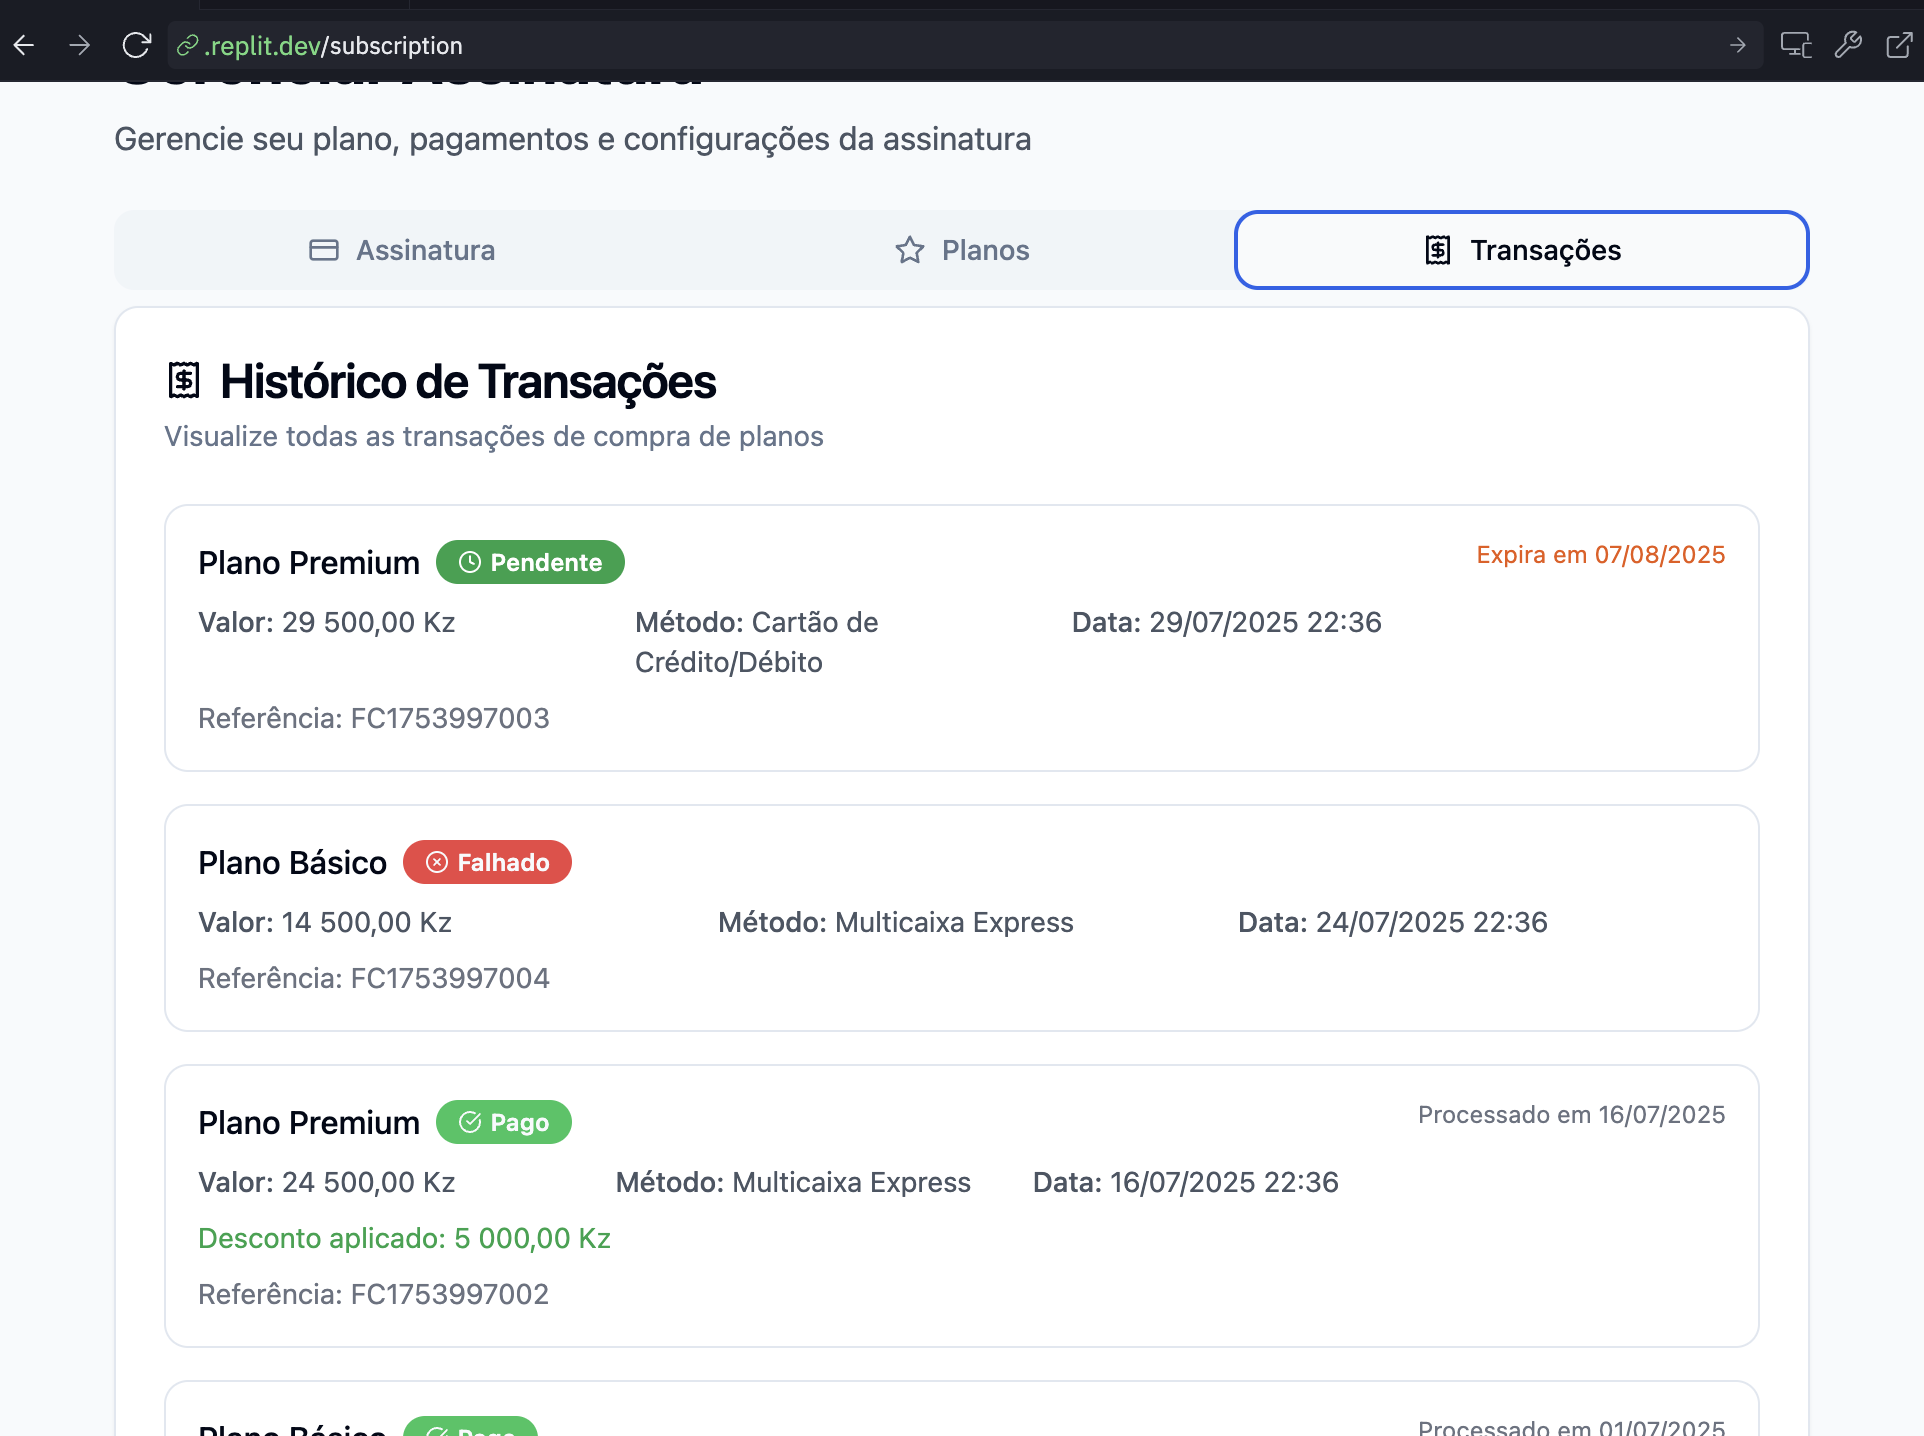 .replit.dev/subscription
Gerenciar Assinatura
Gerencie seu plano, pagamentos e configurações da assinatura
Assinatura
Planos
Transações
Histórico de Transações
Visualize todas as transações de compra de planos
Plano Premium Pendente
Expira em 07/08/2025
Valor: 29 500,00 Kz
Método: Cartão de
Crédito/Débito
Data: 29/07/2025 22:36
Referência: FC1753997003
Plano Básico Falhado
Valor: 14 500,00 Kz
Método: Multicaixa Express
Data: 24/07/2025 22:36
Referência: FC1753997004
Plano Premium Pago
Processado em 16/07/2025
Valor: 24 500,00 Kz
Método: Multicaixa Express
Data: 16/07/2025 22:36
Desconto aplicado: 5 000,00 Kz
Referência: FC1753997002
Plano Básico Pago
Processado em 01/07/2025